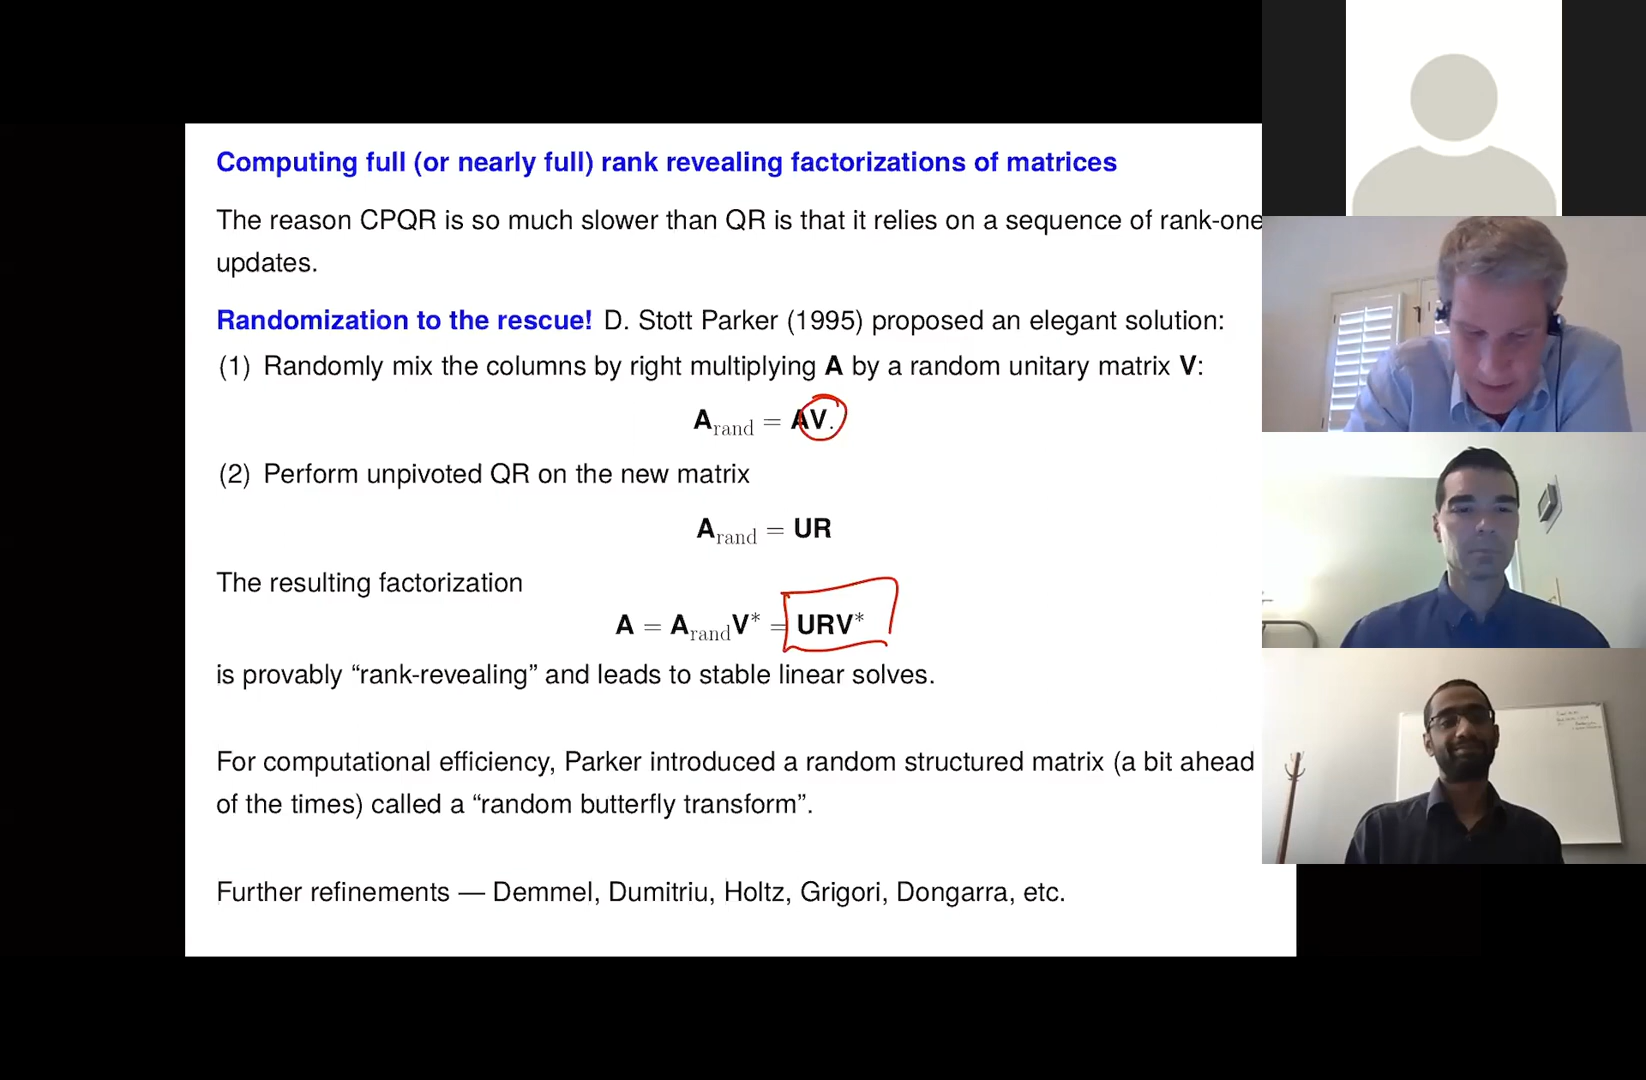 Computing full (or nearly full) rank revealing factorizations of matrices
The reason CPQR is so much slower than QR is that it relies on a sequence of rank-one
updates.
Randomization to the rescue! D. Stott Parker (1995) proposed an elegant solution:
(1) Randomly mix the columns by right multiplying A by a random unitary matrix V:
A_rand = AV.
(2) Perform unpivoted QR on the new matrix
A_rand = UR
The resulting factorization
A = A_rand V* = URV*
is provably “rank-revealing” and leads to stable linear solves.
For computational efficiency, Parker introduced a random structured matrix (a bit ahead
of the times) called a “random butterfly transform”.
Further refinements — Demmel, Dumitriu, Holtz, Grigori, Dongarra, etc.